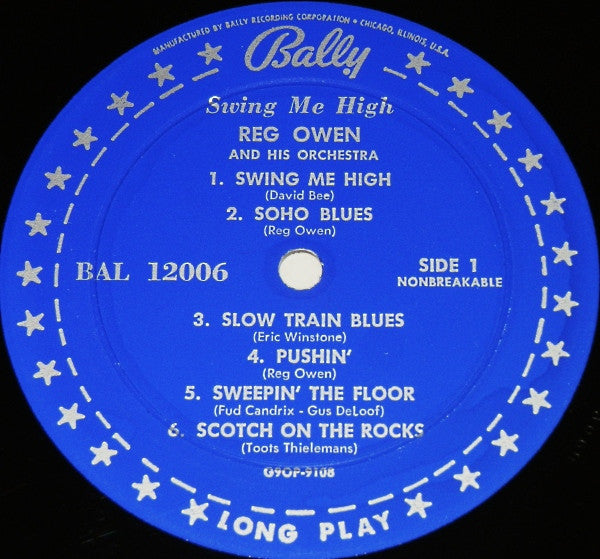 MANUFACTURED BY BALLY RECORDING CORPORATION • CHICAGO, ILLINOIS, U.S.A.
Bally
Swing Me High
REG OWEN
AND HIS ORCHESTRA
1. SWING ME HIGH
(David Bee)
2. SOHO BLUES
(Reg Owen)
BAL 12006
SIDE 1
NONBREAKABLE
3. SLOW TRAIN BLUES
(Eric Winstone)
4. PUSHIN'
(Reg Owen)
5. SWEEPIN' THE FLOOR
(Fud Candrix - Gus DeLoof)
6. SCOTCH ON THE ROCKS
(Toots Thielemans)
G9OP-9108
LONG PLAY